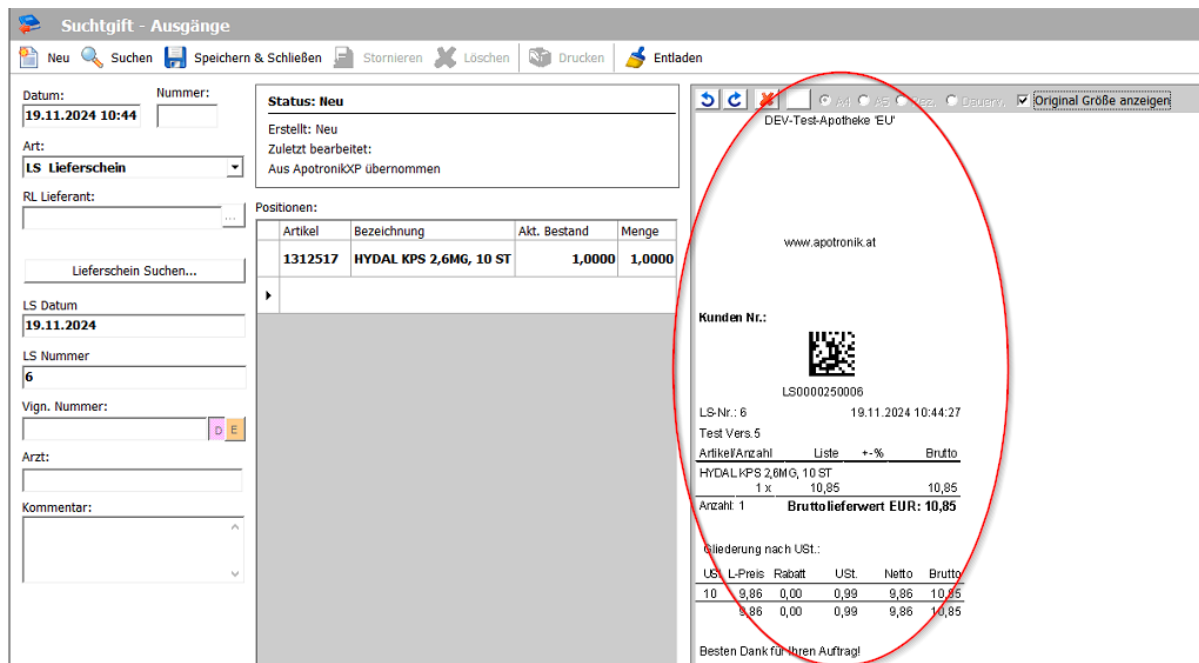 Suchtgift - Ausgänge
Neu Suchen Speichern & Schließen Stornieren Löschen Drucken Entladen
Datum: Nummer:
19.11.2024 10:44
Art:
LS Lieferschein
RL Lieferant:
...
Lieferschein Suchen...
LS Datum
19.11.2024
LS Nummer
6
Vign. Nummer:
D E
Arzt:
Kommentar:
Status: Neu
Erstellt: Neu
Zuletzt bearbeitet:
Aus ApotronikXP übernommen
Positionen:
Artikel Bezeichnung Akt. Bestand Menge
1312517 HYDAL KPS 2,6MG, 10 ST 1,0000 1,0000
A4 A5 Rez. Dauerv. Original Größe anzeigen
DEV-Test-Apotheke 'EU'
www.apotronik.at
Kunden Nr.:
LS0000250006
LS-Nr.: 6 19.11.2024 10:44:27
Test Vers.5
Artikel/Anzahl Liste +-% Brutto
HYDAL KPS 2,6MG, 10 ST
1 x 10,85 10,85
Anzahl: 1 Bruttolieferwert EUR: 10,85
Gliederung nach USt.:
USt L-Preis Rabatt USt. Netto Brutto
10 9,86 0,00 0,99 9,86 10,85
9,86 0,00 0,99 9,86 10,85
Besten Dank für Ihren Auftrag!